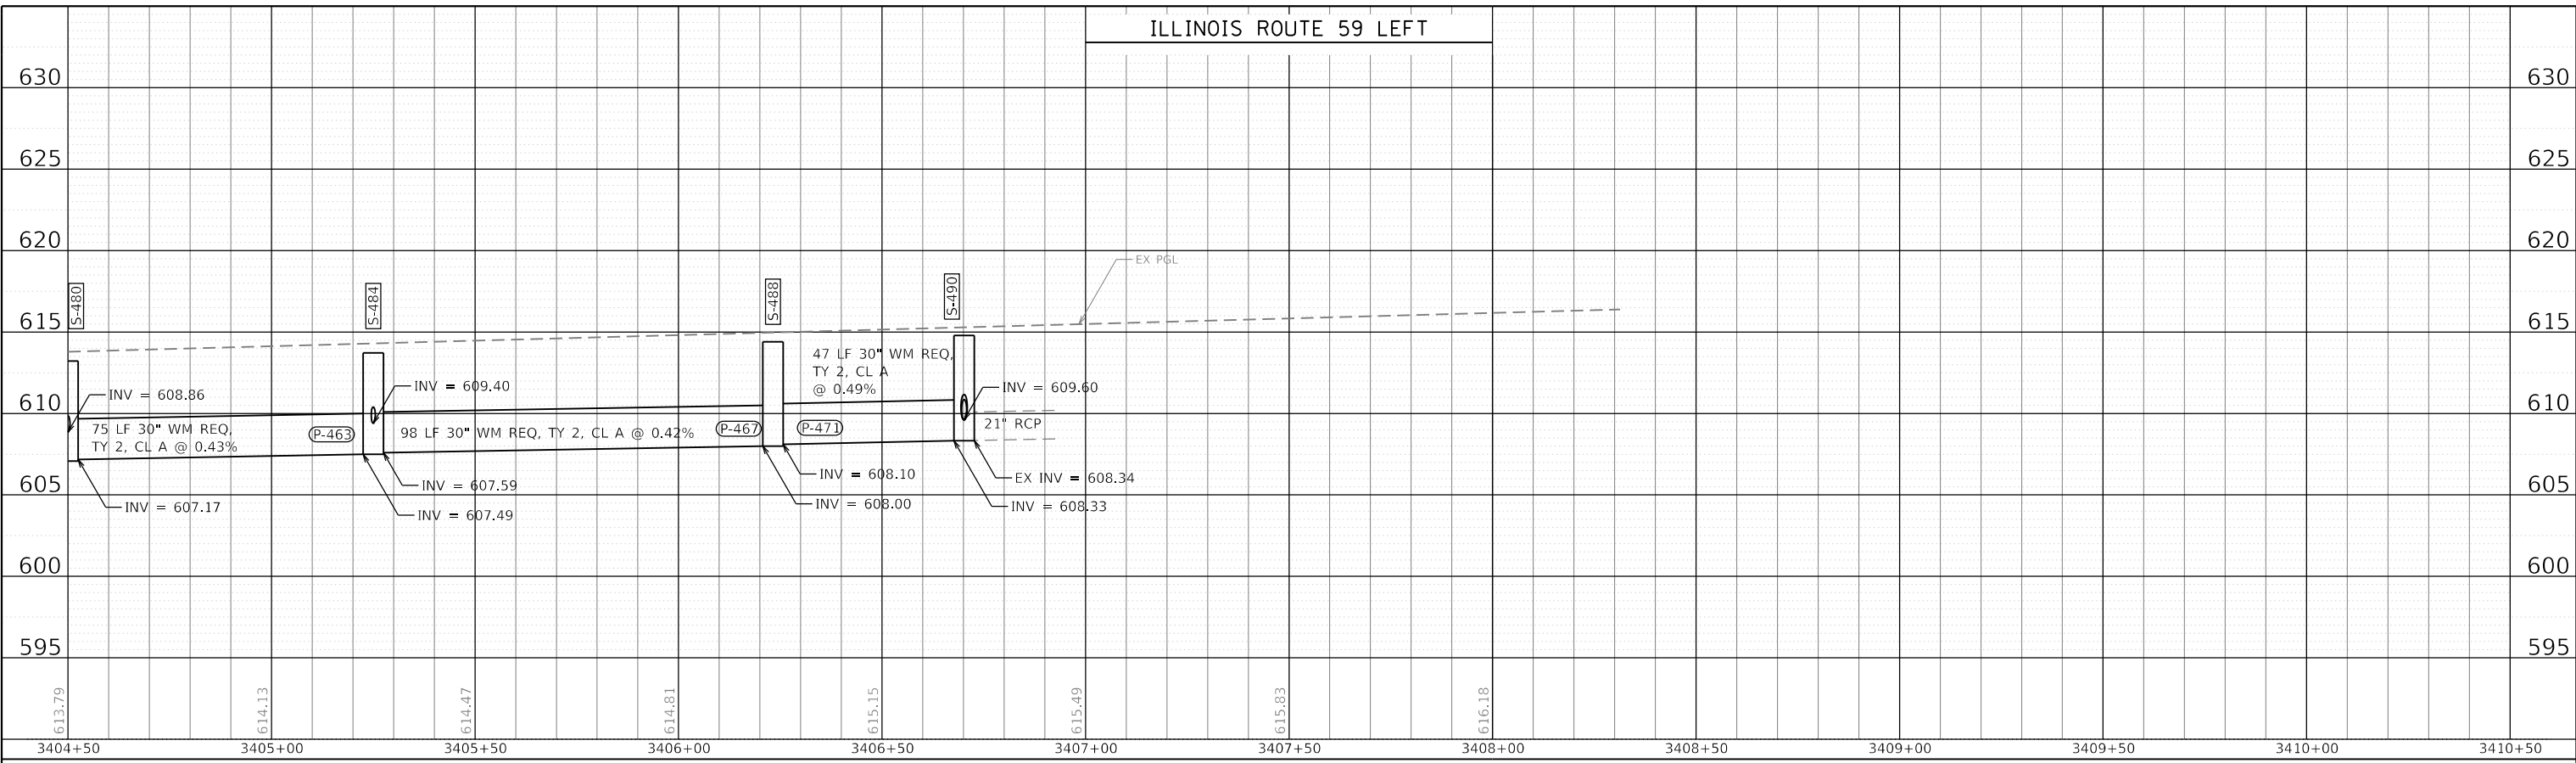 ILLINOIS ROUTE 59 LEFT
630
630
625
625
620
620
EX PGL
S-480
S-484
S-488
S-490
615
615
47 LF 30" WM REQ,
TY 2, CL A
@ 0.49%
INV = 608.86
INV = 609.40
INV = 609.60
610
610
75 LF 30" WM REQ,
TY 2, CL A @ 0.43%
P-463
98 LF 30" WM REQ, TY 2, CL A @ 0.42%
P-467
P-471
21" RCP
INV = 608.10
EX INV = 608.34
INV = 607.59
605
605
INV = 607.17
INV = 607.49
INV = 608.00
INV = 608.33
600
600
595
595
613.79
614.13
614.47
614.81
615.15
615.49
615.83
616.18
3404+50
3405+00
3405+50
3406+00
3406+50
3407+00
3407+50
3408+00
3408+50
3409+00
3409+50
3410+00
3410+50